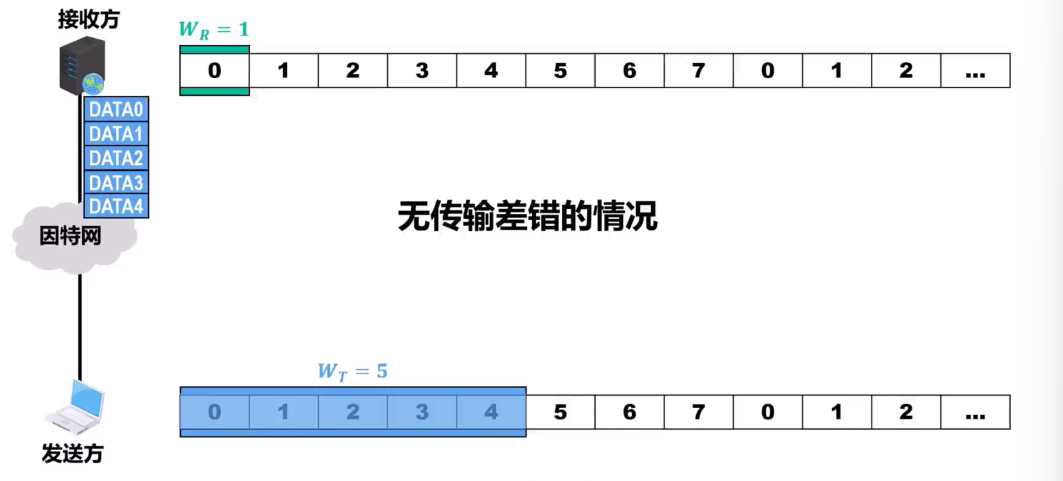 接收方
W_R = 1
0 1 2 3 4 5 6 7 0 1 2 ...
DATA0
DATA1
DATA2
DATA3
DATA4
因特网
无传输差错的情况
W_T = 5
0 1 2 3 4 5 6 7 0 1 2 ...
发送方